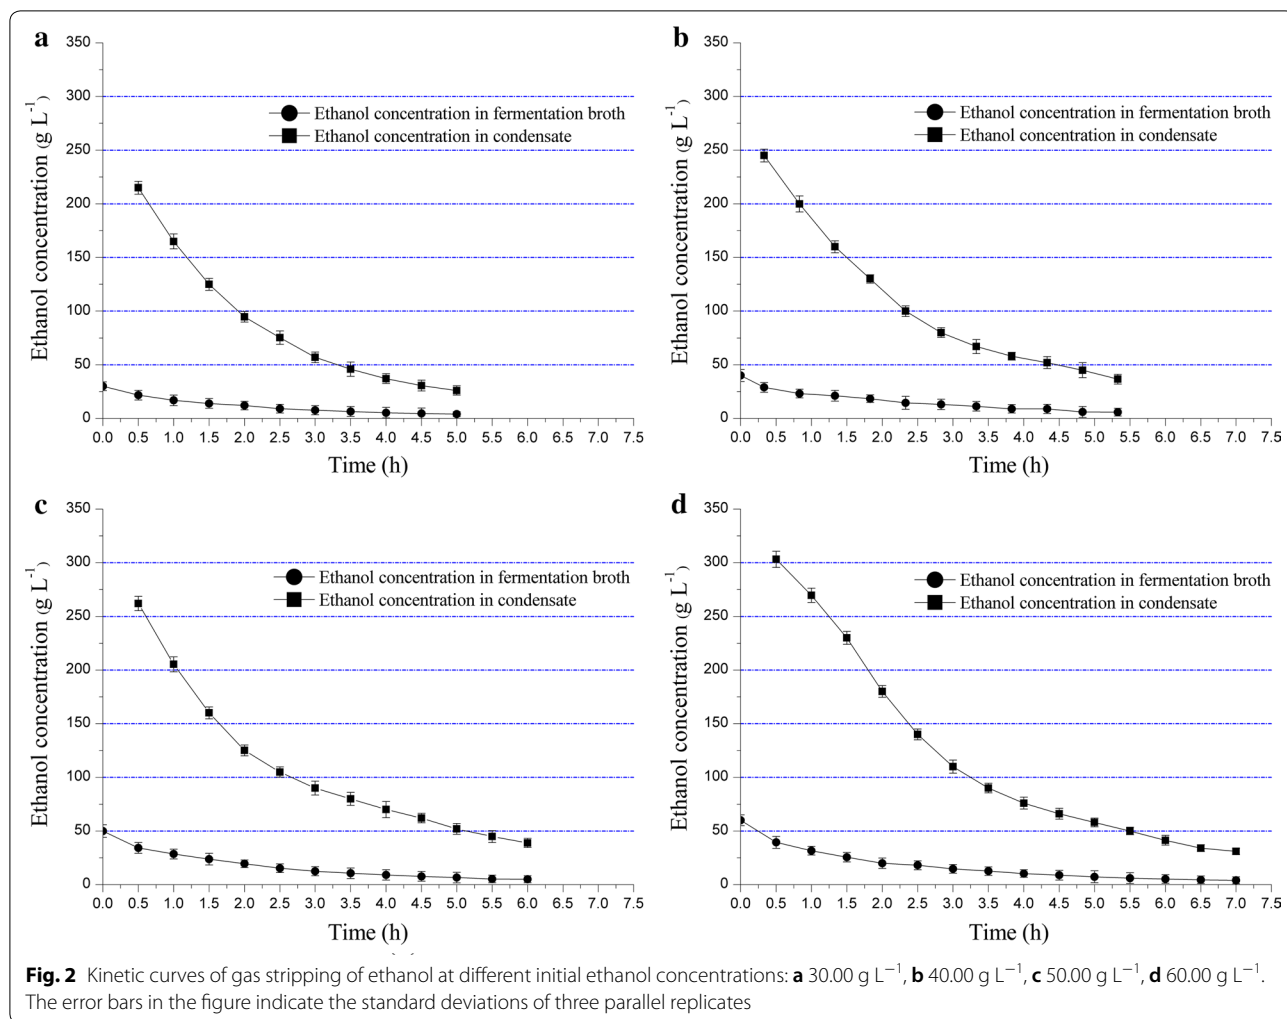 a
350
300
250
200
150
100
50
0
Ethanol concentration (g L⁻¹)
Ethanol concentration in fermentation broth
Ethanol concentration in condensate
0.0 0.5 1.0 1.5 2.0 2.5 3.0 3.5 4.0 4.5 5.0 5.5 6.0 6.5 7.0 7.5
Time (h)
b
350
300
250
200
150
100
50
0
Ethanol concentration (g L⁻¹)
Ethanol concentration in fermentation broth
Ethanol concentration in condensate
0.0 0.5 1.0 1.5 2.0 2.5 3.0 3.5 4.0 4.5 5.0 5.5 6.0 6.5 7.0 7.5
Time (h)
c
350
300
250
200
150
100
50
0
Ethanol concentration (g L⁻¹)
Ethanol concentration in fermentation broth
Ethanol concentration in condensate
0.0 0.5 1.0 1.5 2.0 2.5 3.0 3.5 4.0 4.5 5.0 5.5 6.0 6.5 7.0 7.5
Time (h)
d
350
300
250
200
150
100
50
0
Ethanol concentration (g L⁻¹)
Ethanol concentration in fermentation broth
Ethanol concentration in condensate
0.0 0.5 1.0 1.5 2.0 2.5 3.0 3.5 4.0 4.5 5.0 5.5 6.0 6.5 7.0 7.5
Time (h)
Fig. 2 Kinetic curves of gas stripping of ethanol at different initial ethanol concentrations: a 30.00 g L⁻¹, b 40.00 g L⁻¹, c 50.00 g L⁻¹, d 60.00 g L⁻¹.
The error bars in the figure indicate the standard deviations of three parallel replicates